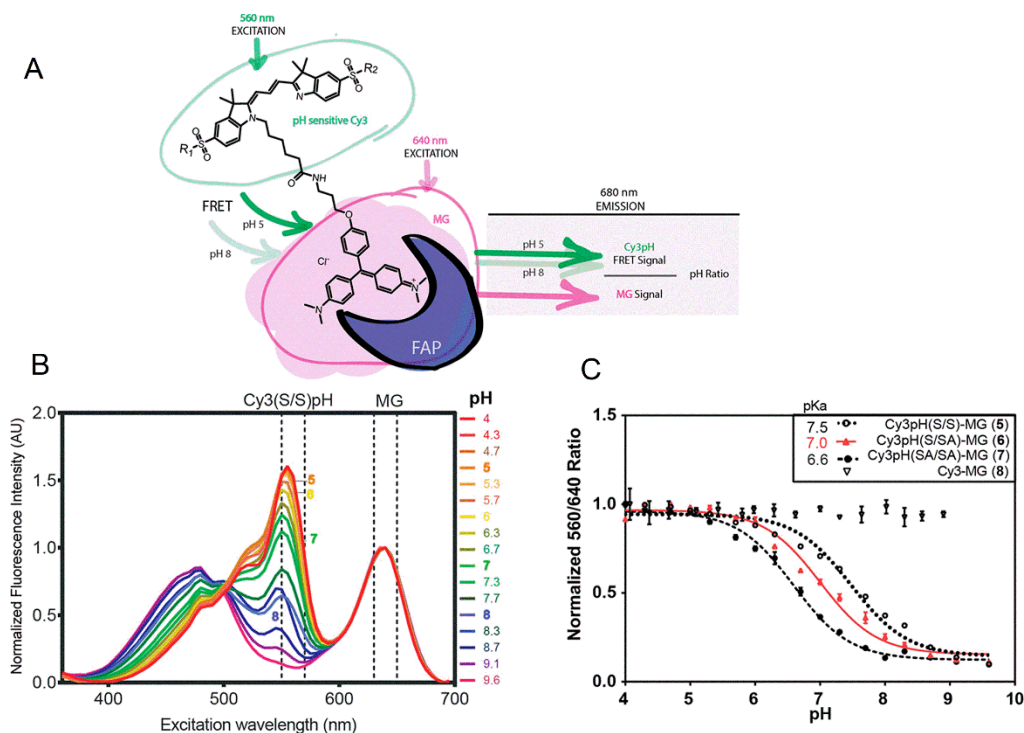 A
560 nm
EXCITATION
R2
S
O
O
N
N
pH sensitive Cy3
O
S
O
R1
640 nm
EXCITATION
O
NH
FRET
pH 5
pH 8
O
MG
Cl-
N
N+
FAP
680 nm
EMISSION
pH 5
pH 8
Cy3pH
FRET Signal
MG Signal
pH Ratio
B
Cy3(S/S)pH
MG
pH
Normalized Fluorescence Intensity (AU)
2.0
1.5
1.0
0.5
0.0
400
500
600
700
Excitation wavelength (nm)
5
6
7
8
4
4.3
4.7
5
5.3
5.7
6
6.3
6.7
7
7.3
7.7
8
8.3
8.7
9.1
9.6
C
pKa
7.5 Cy3pH(S/S)-MG (5)
7.0 Cy3pH(S/SA)-MG (6)
6.6 Cy3pH(SA/SA)-MG (7)
Cy3-MG (8)
Normalized 560/640 Ratio
1.5
1.0
0.5
0.0
4
5
6
7
8
9
10
pH